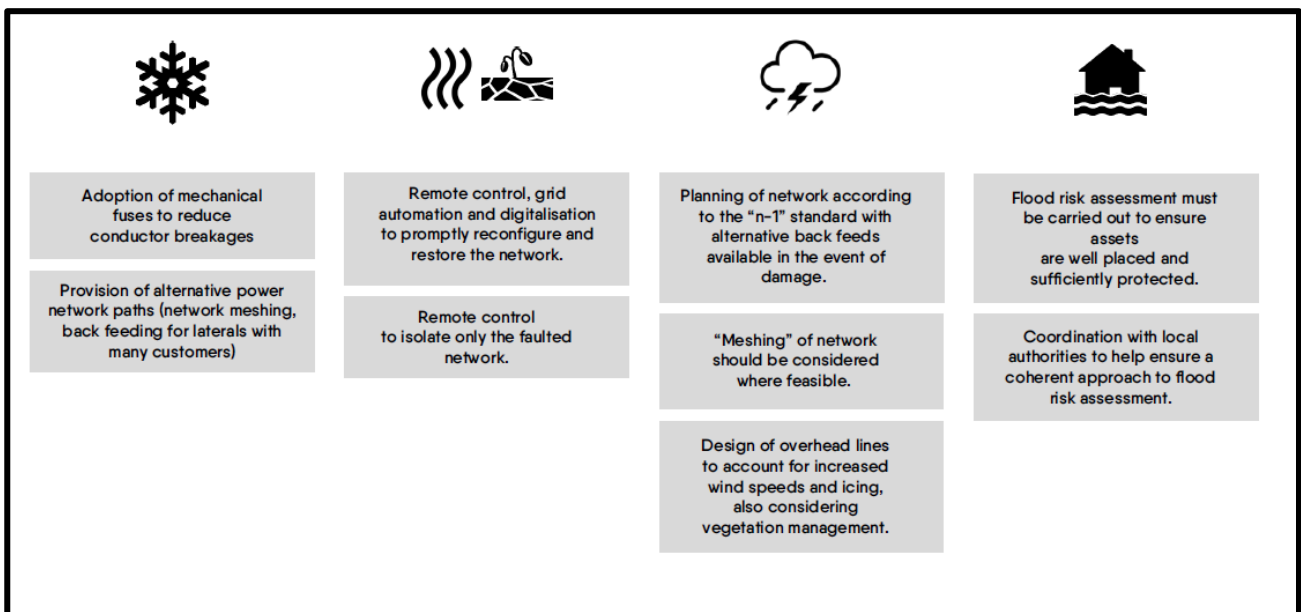 Adoption of mechanical
fuses to reduce
conductor breakages
Provision of alternative power
network paths (network meshing,
back feeding for laterals with
many customers)
Remote control, grid
automation and digitalisation
to promptly reconfigure and
restore the network.
Remote control
to isolate only the faulted
network.
Planning of network according
to the “n-1” standard with
alternative back feeds
available in the event of
damage.
“Meshing” of network
should be considered
where feasible.
Design of overhead lines
to account for increased
wind speeds and icing,
also considering
vegetation management.
Flood risk assessment must
be carried out to ensure
assets
are well placed and
sufficiently protected.
Coordination with local
authorities to help ensure a
coherent approach to flood
risk assessment.